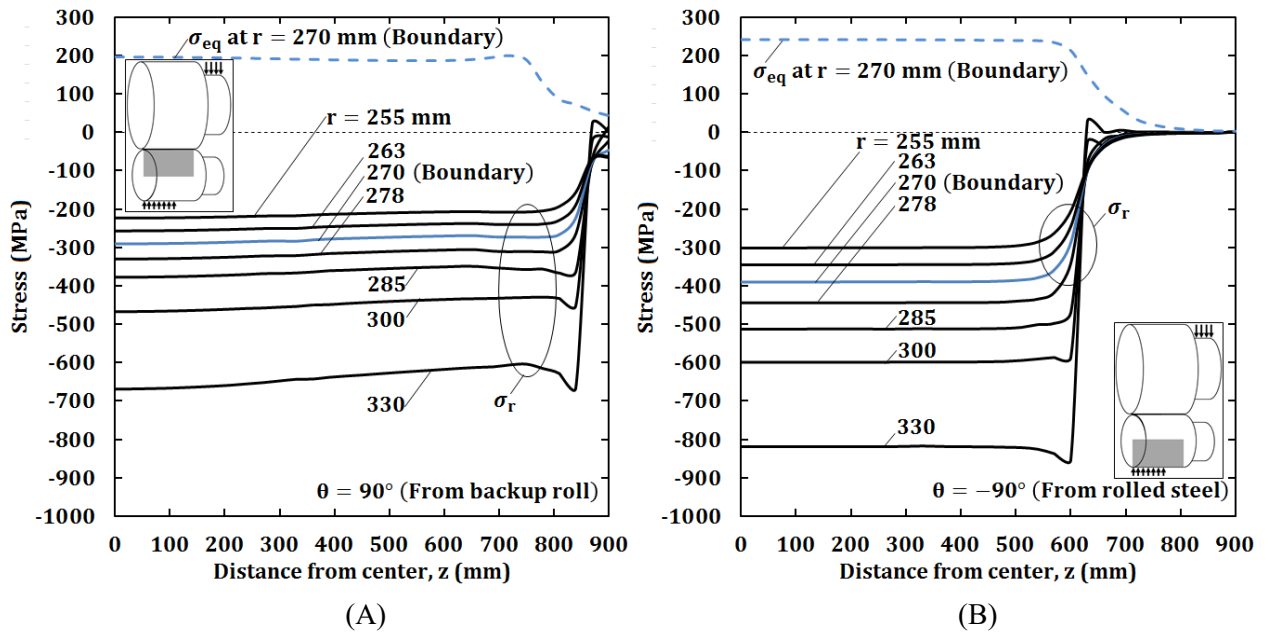 300
200
100
0
-100
-200
-300
-400
-500
-600
-700
-800
-900
-1000
Stress (MPa)
σeq at r = 270 mm (Boundary)
r = 255 mm
263
270 (Boundary)
278
285
300
330
σr
θ = 90° (From backup roll)
0 100 200 300 400 500 600 700 800 900
Distance from center, z (mm)
(A)
300
200
100
0
-100
-200
-300
-400
-500
-600
-700
-800
-900
-1000
Stress (MPa)
σeq at r = 270 mm (Boundary)
r = 255 mm
263
270 (Boundary)
278
σr
285
300
330
θ = −90° (From rolled steel)
0 100 200 300 400 500 600 700 800 900
Distance from center, z (mm)
(B)